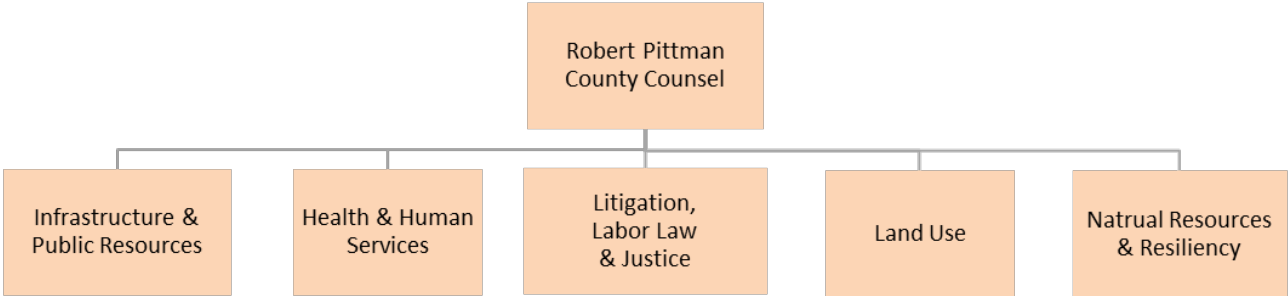 Robert Pittman
County Counsel
Infrastructure &
Public Resources
Health & Human
Services
Litigation,
Labor Law
& Justice
Land Use
Natrual Resources
& Resiliency